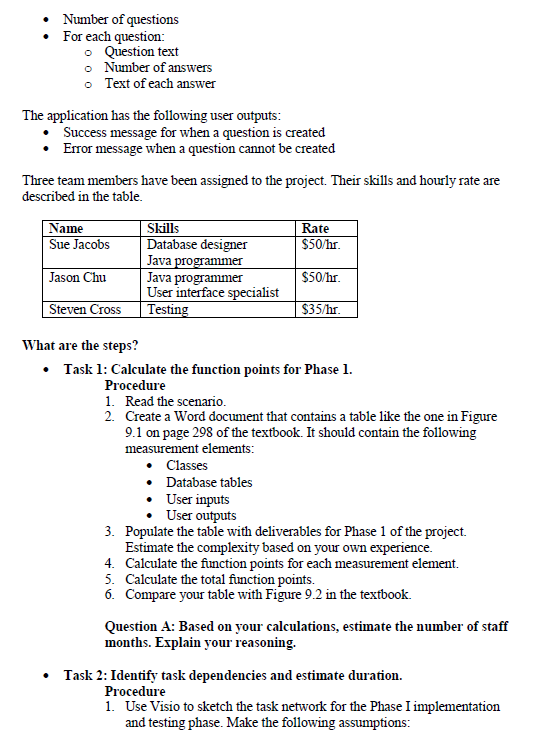 • Number of questions
• For each question:
o Question text
o Number of answers
o Text of each answer
The application has the following user outputs:
• Success message for when a question is created
• Error message when a question cannot be created
Three team members have been assigned to the project. Their skills and hourly rate are
described in the table.
Name Skills Rate
Sue Jacobs Database designer $50/hr.
Java programmer
Jason Chu Java programmer $50/hr.
User interface specialist
Steven Cross Testing $35/hr.
What are the steps?
• Task 1: Calculate the function points for Phase 1.
Procedure
1. Read the scenario.
2. Create a Word document that contains a table like the one in Figure
9.1 on page 298 of the textbook. It should contain the following
measurement elements:
• Classes
• Database tables
• User inputs
• User outputs
3. Populate the table with deliverables for Phase 1 of the project.
Estimate the complexity based on your own experience.
4. Calculate the function points for each measurement element.
5. Calculate the total function points.
6. Compare your table with Figure 9.2 in the textbook.
Question A: Based on your calculations, estimate the number of staff
months. Explain your reasoning.
• Task 2: Identify task dependencies and estimate duration.
Procedure
1. Use Visio to sketch the task network for the Phase I implementation
and testing phase. Make the following assumptions: